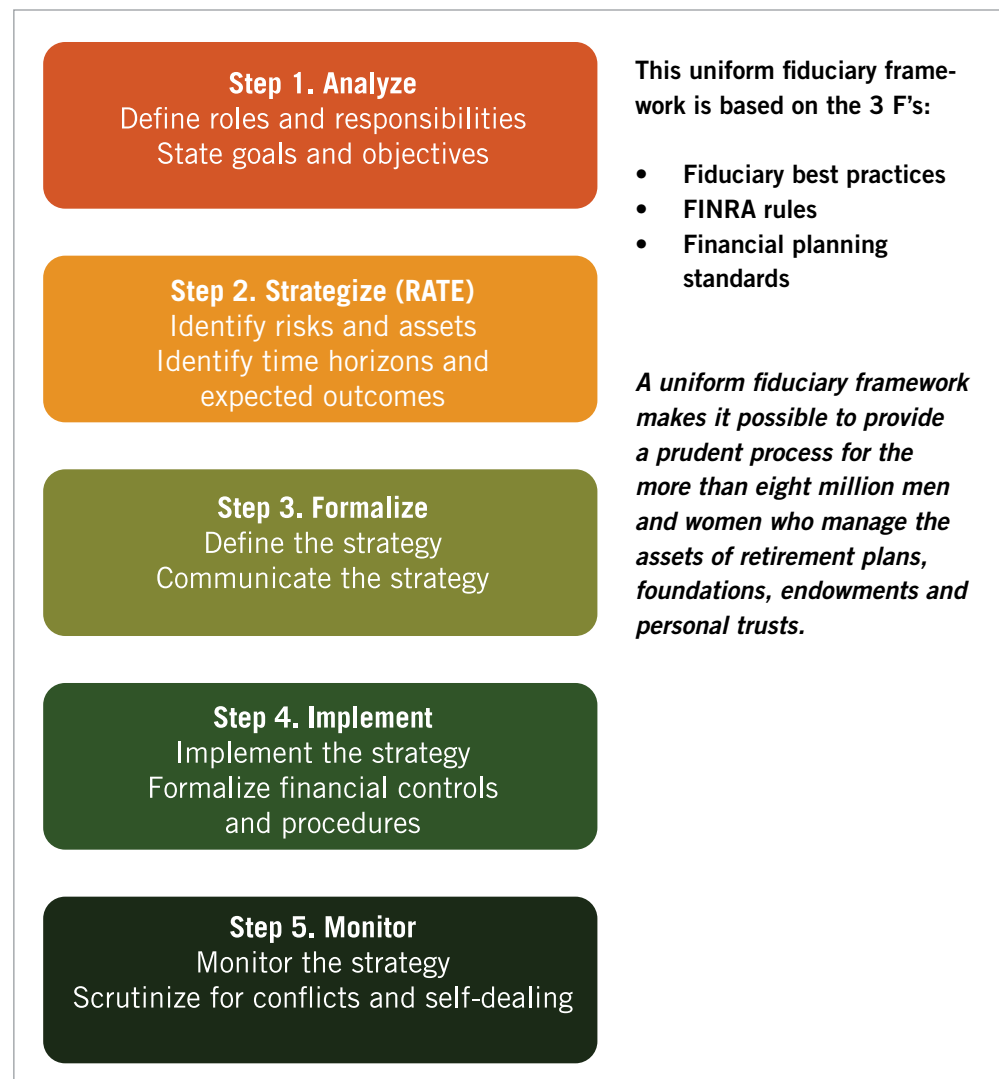 Step 1. Analyze
Define roles and responsibilities
State goals and objectives
Step 2. Strategize (RATE)
Identify risks and assets
Identify time horizons and
expected outcomes
Step 3. Formalize
Define the strategy
Communicate the strategy
Step 4. Implement
Implement the strategy
Formalize financial controls
and procedures
Step 5. Monitor
Monitor the strategy
Scrutinize for conflicts and self-dealing
This uniform fiduciary frame-
work is based on the 3 F's:
• Fiduciary best practices
• FINRA rules
• Financial planning
standards
A uniform fiduciary framework
makes it possible to provide
a prudent process for the
more than eight million men
and women who manage the
assets of retirement plans,
foundations, endowments and
personal trusts.